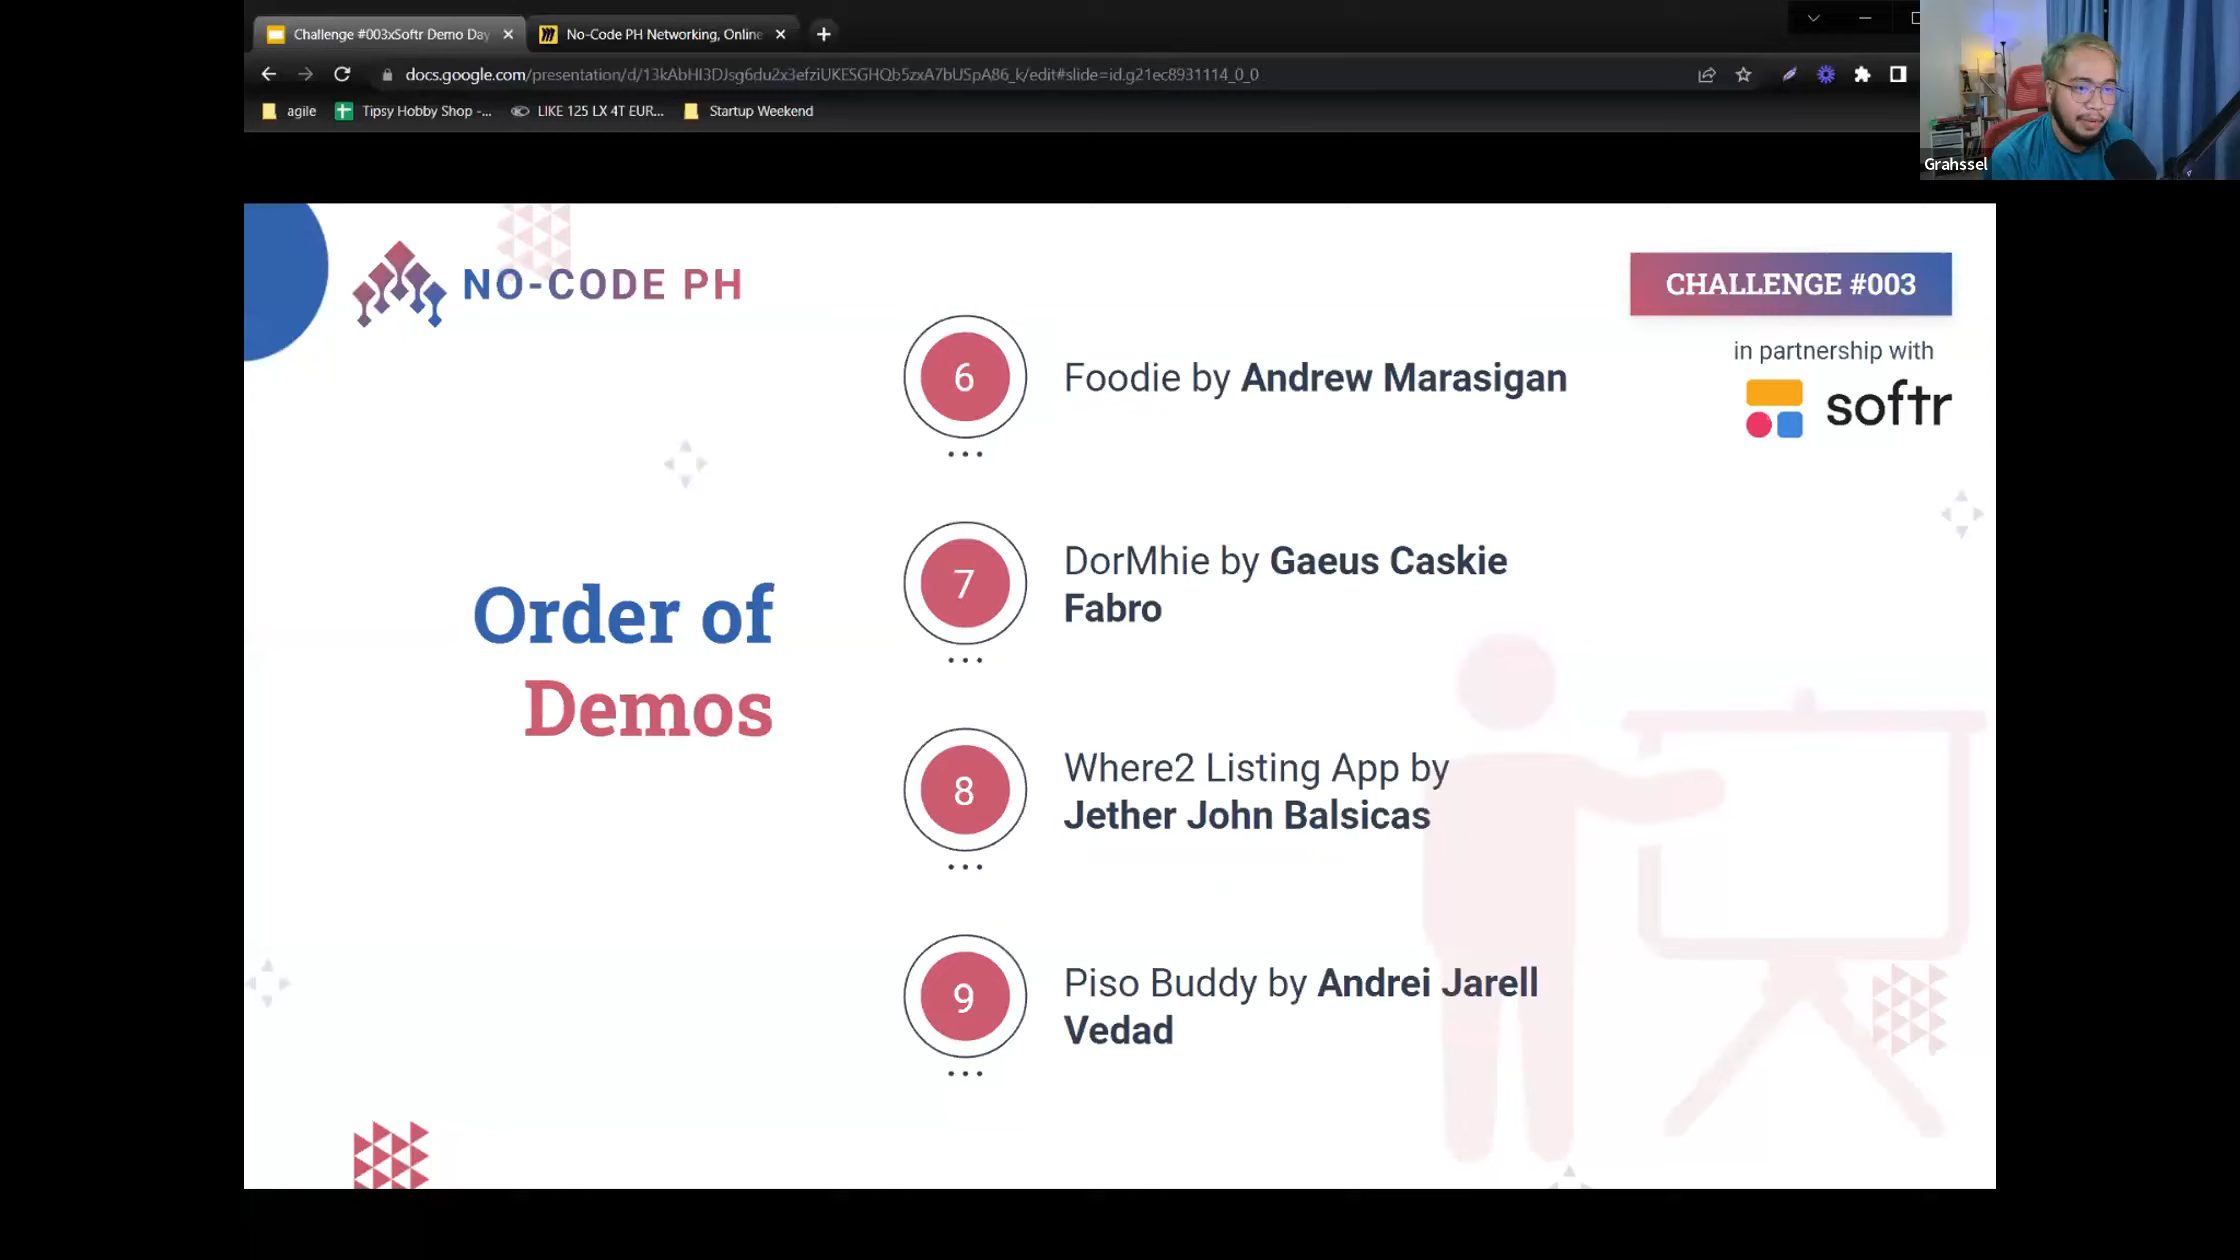 Challenge #003xSoftr Demo Day
No-Code PH Networking, Online
docs.google.com/presentation/d/13kAbHI3DJsg6du2x3efziUKESGHQb5zxA7bUSpA86_k/edit#slide=id.g21ec8931114_0_0
agile
Tipsy Hobby Shop -...
LIKE 125 LX 4T EUR...
Startup Weekend
Grahssel
NO-CODE PH
CHALLENGE #003
in partnership with
softr
Order of
Demos
6
Foodie by Andrew Marasigan
7
DorMhie by Gaeus Caskie
Fabro
8
Where2 Listing App by
Jether John Balsicas
9
Piso Buddy by Andrei Jarell
Vedad